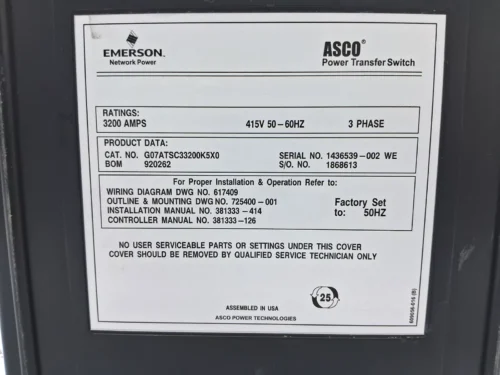 EMERSON.
Network Power
ASCO®
Power Transfer Switch
RATINGS:
3200 AMPS 415V 50-60HZ 3 PHASE
PRODUCT DATA:
CAT. NO. G07ATSC33200K5X0 SERIAL NO. 1436539-002 WE
BOM 920262 S/O. NO. 1868613
For Proper Installation & Operation Refer to:
WIRING DIAGRAM DWG NO. 617409
OUTLINE & MOUNTING DWG NO. 725400-001
INSTALLATION MANUAL NO. 381333-414
CONTROLLER MANUAL NO. 381333-126
Factory Set
to: 50HZ
NO USER SERVICEABLE PARTS OR SETTINGS UNDER THIS COVER
COVER SHOULD BE REMOVED BY QUALIFIED SERVICE TECHNICIAN ONLY
25
ASSEMBLED IN USA
ASCO POWER TECHNOLOGIES